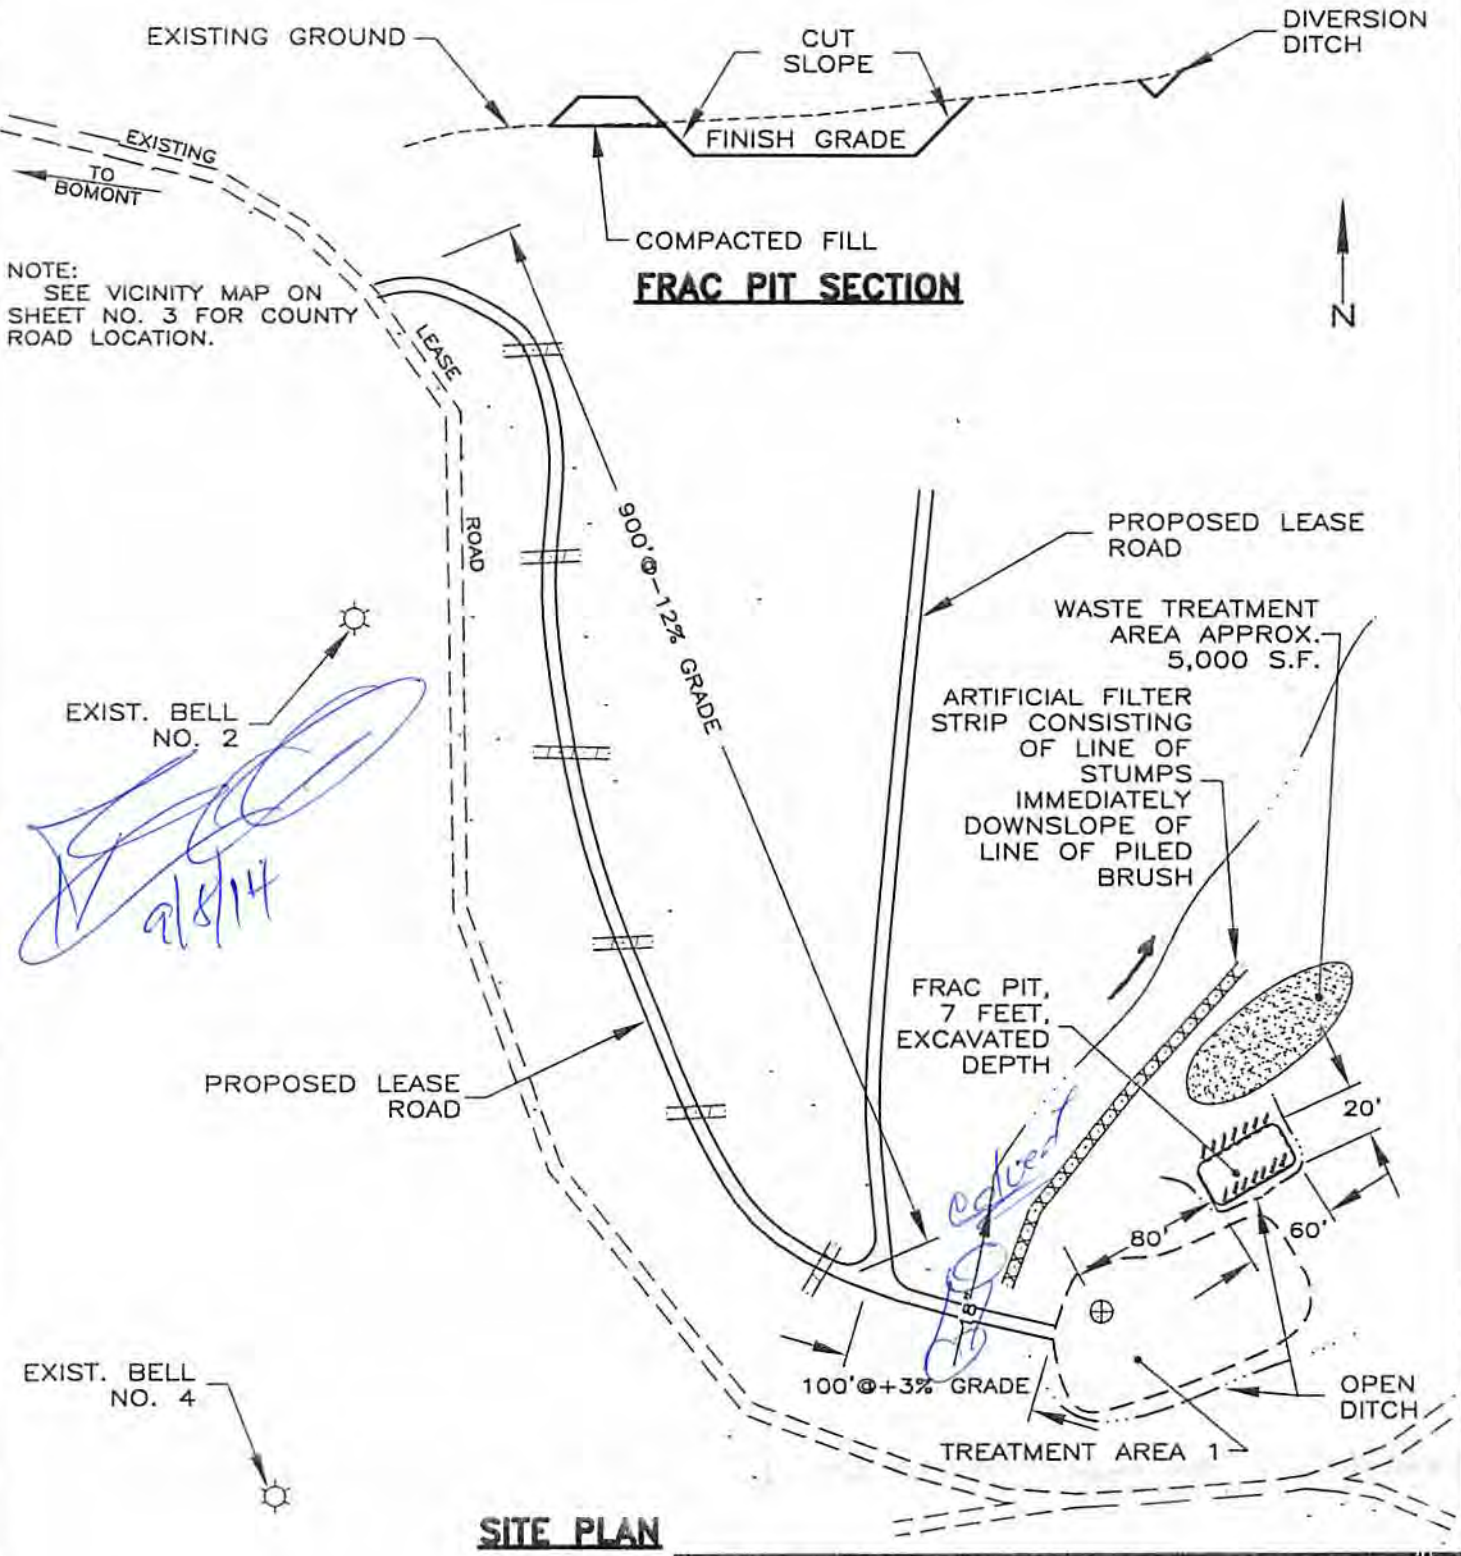 EXISTING GROUND
CUT
SLOPE
DIVERSION
DITCH
FINISH GRADE
COMPACTED FILL
FRAC PIT SECTION
EXISTING
TO
BOMONT
NOTE:
SEE VICINITY MAP ON
SHEET NO. 3 FOR COUNTY
ROAD LOCATION.
N
LEASE
ROAD
900'@-12% GRADE
PROPOSED LEASE
ROAD
WASTE TREATMENT
AREA APPROX.
5,000 S.F.
ARTIFICIAL FILTER
STRIP CONSISTING
OF LINE OF
STUMPS
IMMEDIATELY
DOWNSLOPE OF
LINE OF PILED
BRUSH
EXIST. BELL
NO. 2
9/8/14
FRAC PIT,
7 FEET,
EXCAVATED
DEPTH
PROPOSED LEASE
ROAD
20'
60'
80'
100'@+3% GRADE
OPEN
DITCH
TREATMENT AREA 1
EXIST. BELL
NO. 4
SITE PLAN